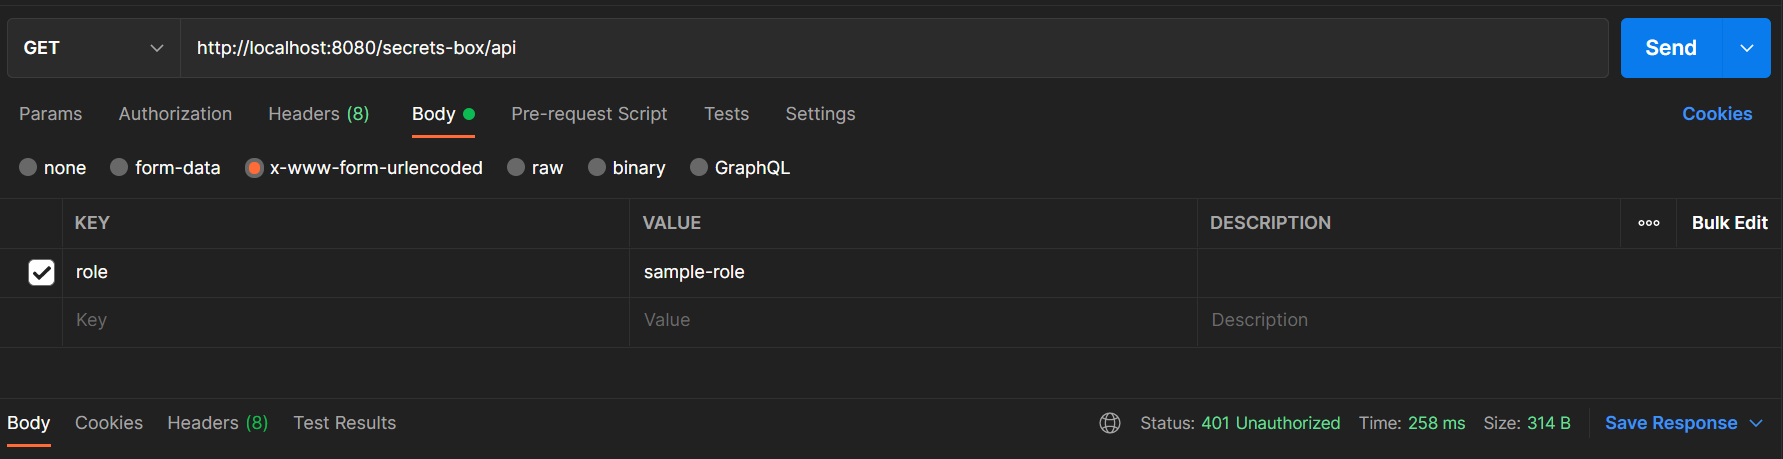 GET http://localhost:8080/secrets-box/api Send
Params Authorization Headers (8) Body Pre-request Script Tests Settings Cookies
none form-data x-www-form-urlencoded raw binary GraphQL
KEY VALUE DESCRIPTION Bulk Edit
role sample-role
Key Value Description
Body Cookies Headers (8) Test Results Status: 401 Unauthorized Time: 258 ms Size: 314 B Save Response